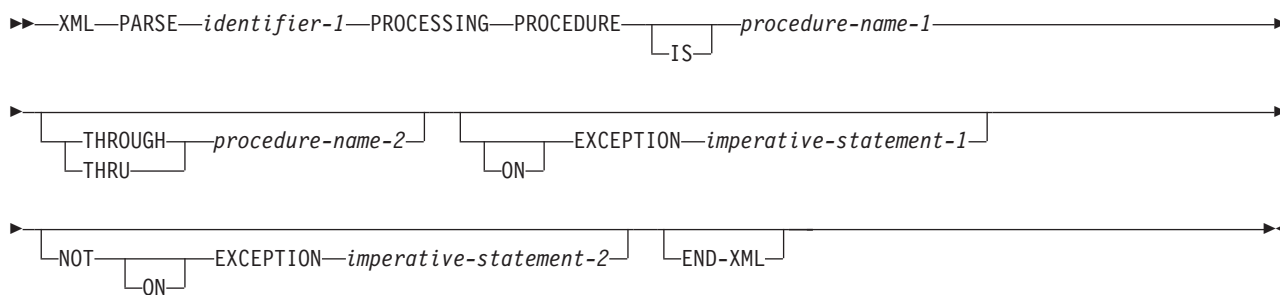 XML PARSE identifier-1 PROCESSING PROCEDURE IS procedure-name-1
THROUGH procedure-name-2 ON EXCEPTION imperative-statement-1
THRU
NOT ON EXCEPTION imperative-statement-2 END-XML